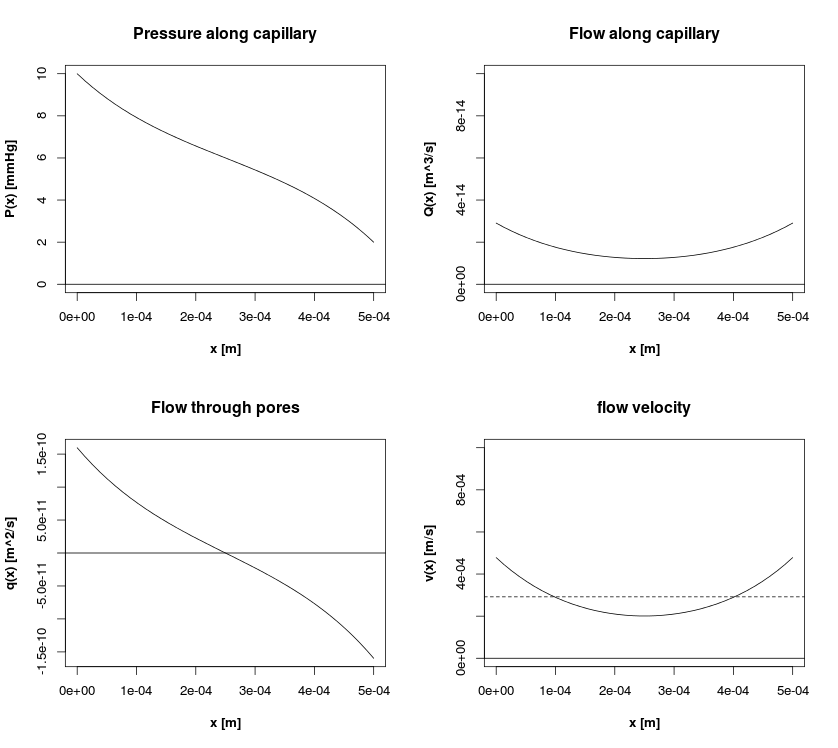 Pressure along capillary
P(x) [mmHg]
10
8
6
4
2
0
0e+00 1e-04 2e-04 3e-04 4e-04 5e-04
x [m]
Flow along capillary
Q(x) [m^3/s]
8e-14
4e-14
0e+00
0e+00 1e-04 2e-04 3e-04 4e-04 5e-04
x [m]
Flow through pores
q(x) [m^2/s]
1.5e-10
5.0e-11
-5.0e-11
-1.5e-10
0e+00 1e-04 2e-04 3e-04 4e-04 5e-04
x [m]
flow velocity
v(x) [m/s]
8e-04
4e-04
0e+00
0e+00 1e-04 2e-04 3e-04 4e-04 5e-04
x [m]